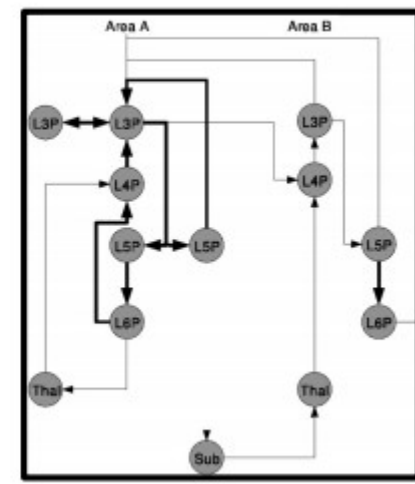 Area A Area B
L3P L3P L3P
L4P L4P
L5P L5P L5P
L6P L6P
Thal Thal
Sub